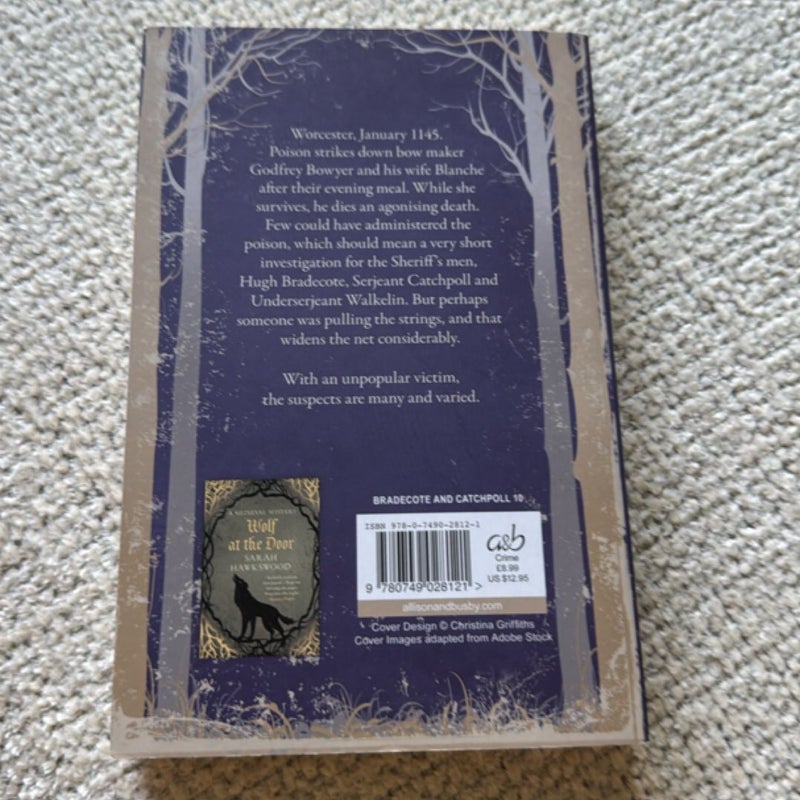 Worcester, January 1145.
Poison strikes down bow maker
Godfrey Bowyer and his wife Blanche
after their evening meal. While she
survives, he dies an agonising death.
Few could have administered the
poison, which should mean a very short
investigation for the Sheriff's men,
Hugh Bradecote, Serjeant Catchpoll and
Underserjeant Walkelin. But perhaps
someone was pulling the strings, and that
widens the net considerably.
With an unpopular victim,
the suspects are many and varied.
A MEDIEVAL MYSTERY
Wolf
at the Door
SARAH
HAWKSWOOD
BRADECOTE AND CATCHPOLL 10
ISBN 978-0-7490-2812-1
9 780749 028121 >
a&b
Crime
£8.99
US $12.95
allisonandbusby.com
Cover Design © Christina Griffiths
Cover Images adapted from Adobe Stock